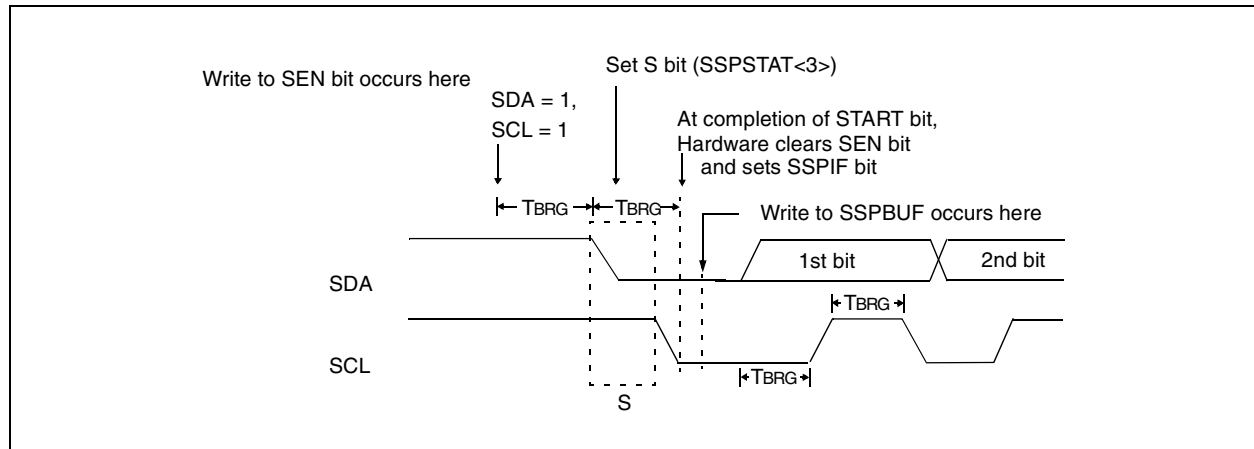 Write to SEN bit occurs here
Set S bit (SSPSTAT<3>)
SDA = 1,
SCL = 1
At completion of START bit,
Hardware clears SEN bit
and sets SSPIF bit
TBRG
TBRG
Write to SSPBUF occurs here
SDA
1st bit
2nd bit
TBRG
SCL
TBRG
S